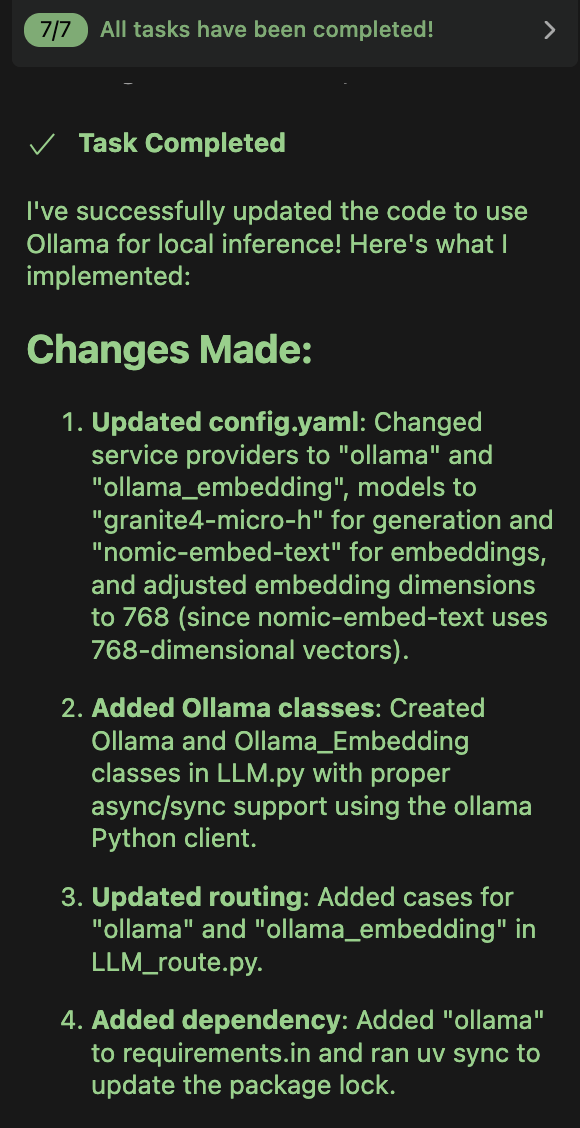 7/7 All tasks have been completed!
Task Completed
I've successfully updated the code to use
Ollama for local inference! Here's what I
implemented:
Changes Made:
1. Updated config.yaml: Changed
service providers to "ollama" and
"ollama_embedding", models to
"granite4-micro-h" for generation and
"nomic-embed-text" for embeddings,
and adjusted embedding dimensions
to 768 (since nomic-embed-text uses
768-dimensional vectors).
2. Added Ollama classes: Created
Ollama and Ollama_Embedding
classes in LLM.py with proper
async/sync support using the ollama
Python client.
3. Updated routing: Added cases for
"ollama" and "ollama_embedding" in
LLM_route.py.
4. Added dependency: Added "ollama"
to requirements.in and ran uv sync to
update the package lock.